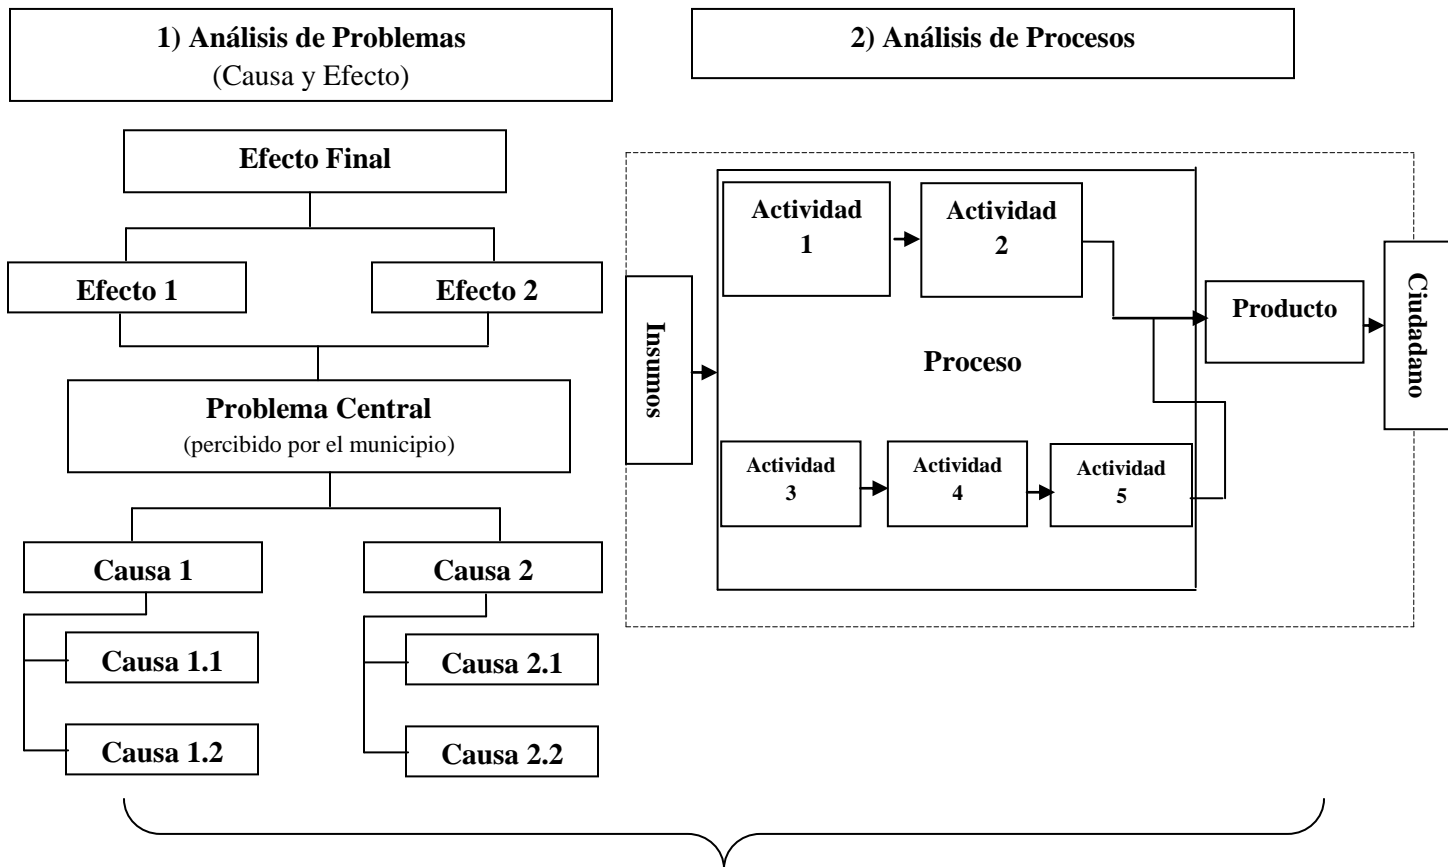 1) Análisis de Problemas
(Causa y Efecto)
Efecto Final
Efecto 1
Efecto 2
Problema Central
(percibido por el municipio)
Causa 1
Causa 2
Causa 1.1
Causa 2.1
Causa 1.2
Causa 2.2
2) Análisis de Procesos
Insumos
Actividad
1
Actividad
2
Proceso
Actividad
3
Actividad
4
Actividad
5
Producto
Ciudadano